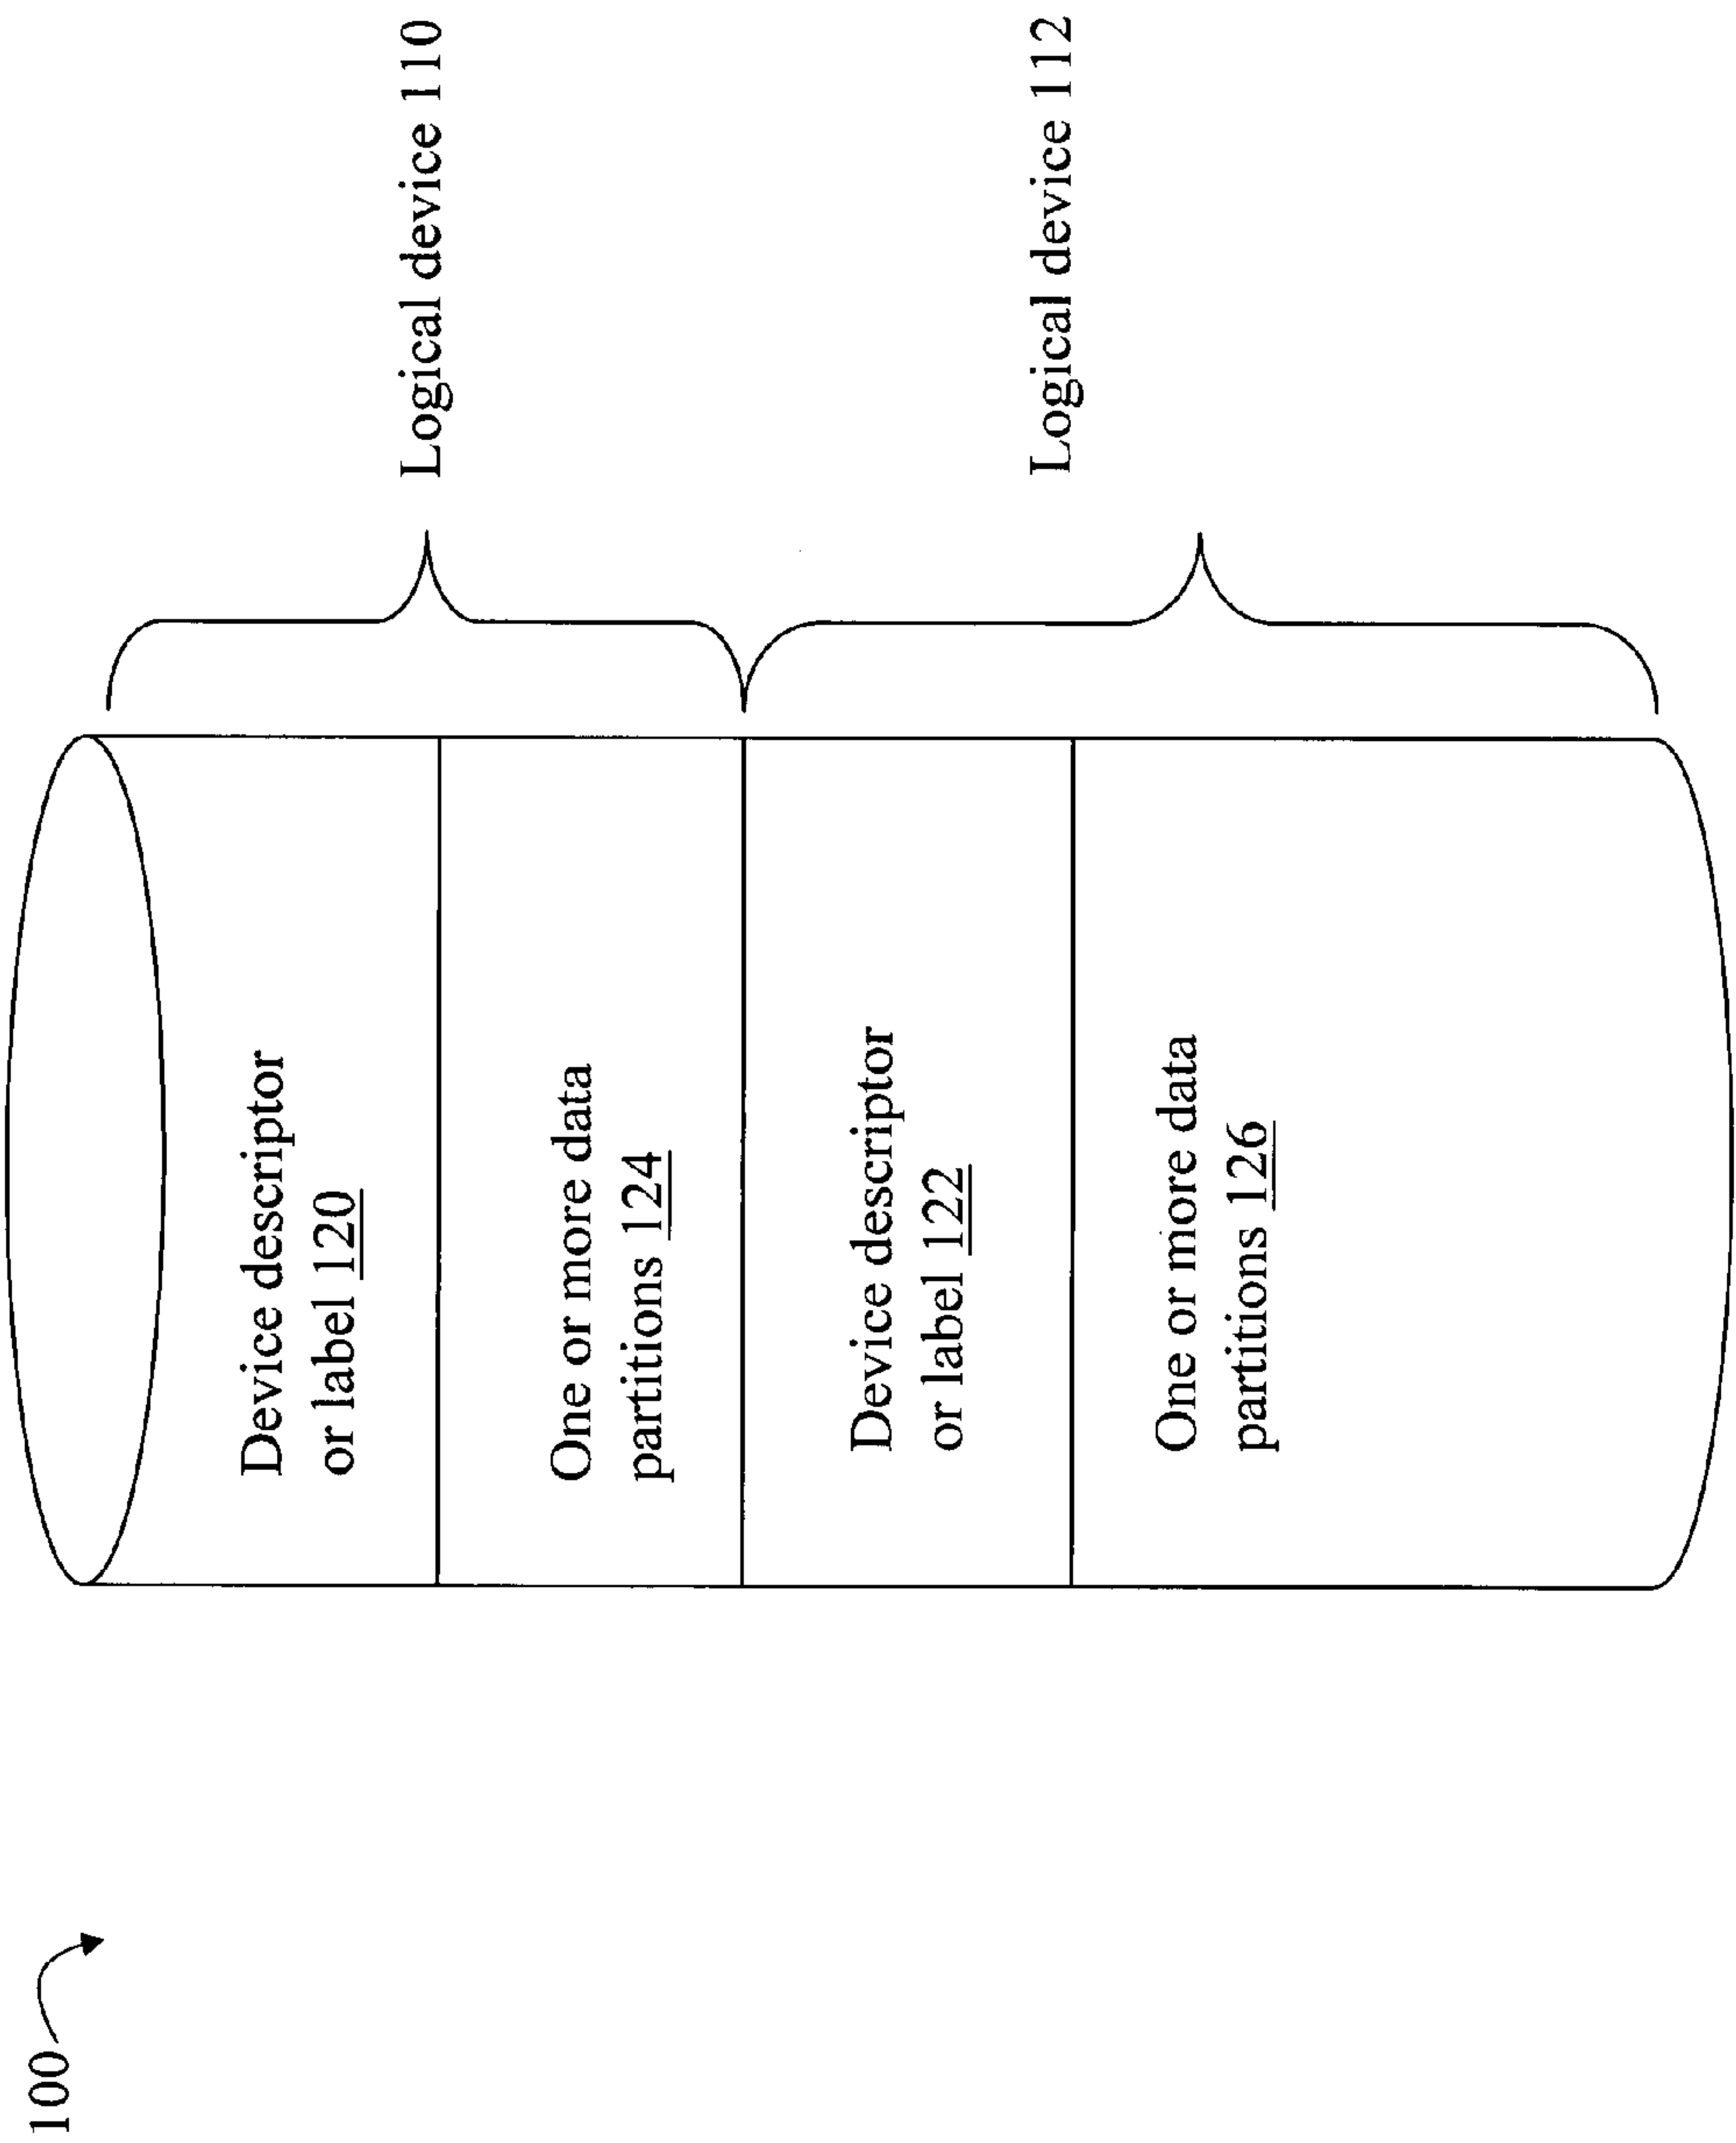 100
Device descriptor
or label 120
One or more data
partitions 124
Device descriptor
or label 122
One or more data
partitions 126
Logical device 110
Logical device 112